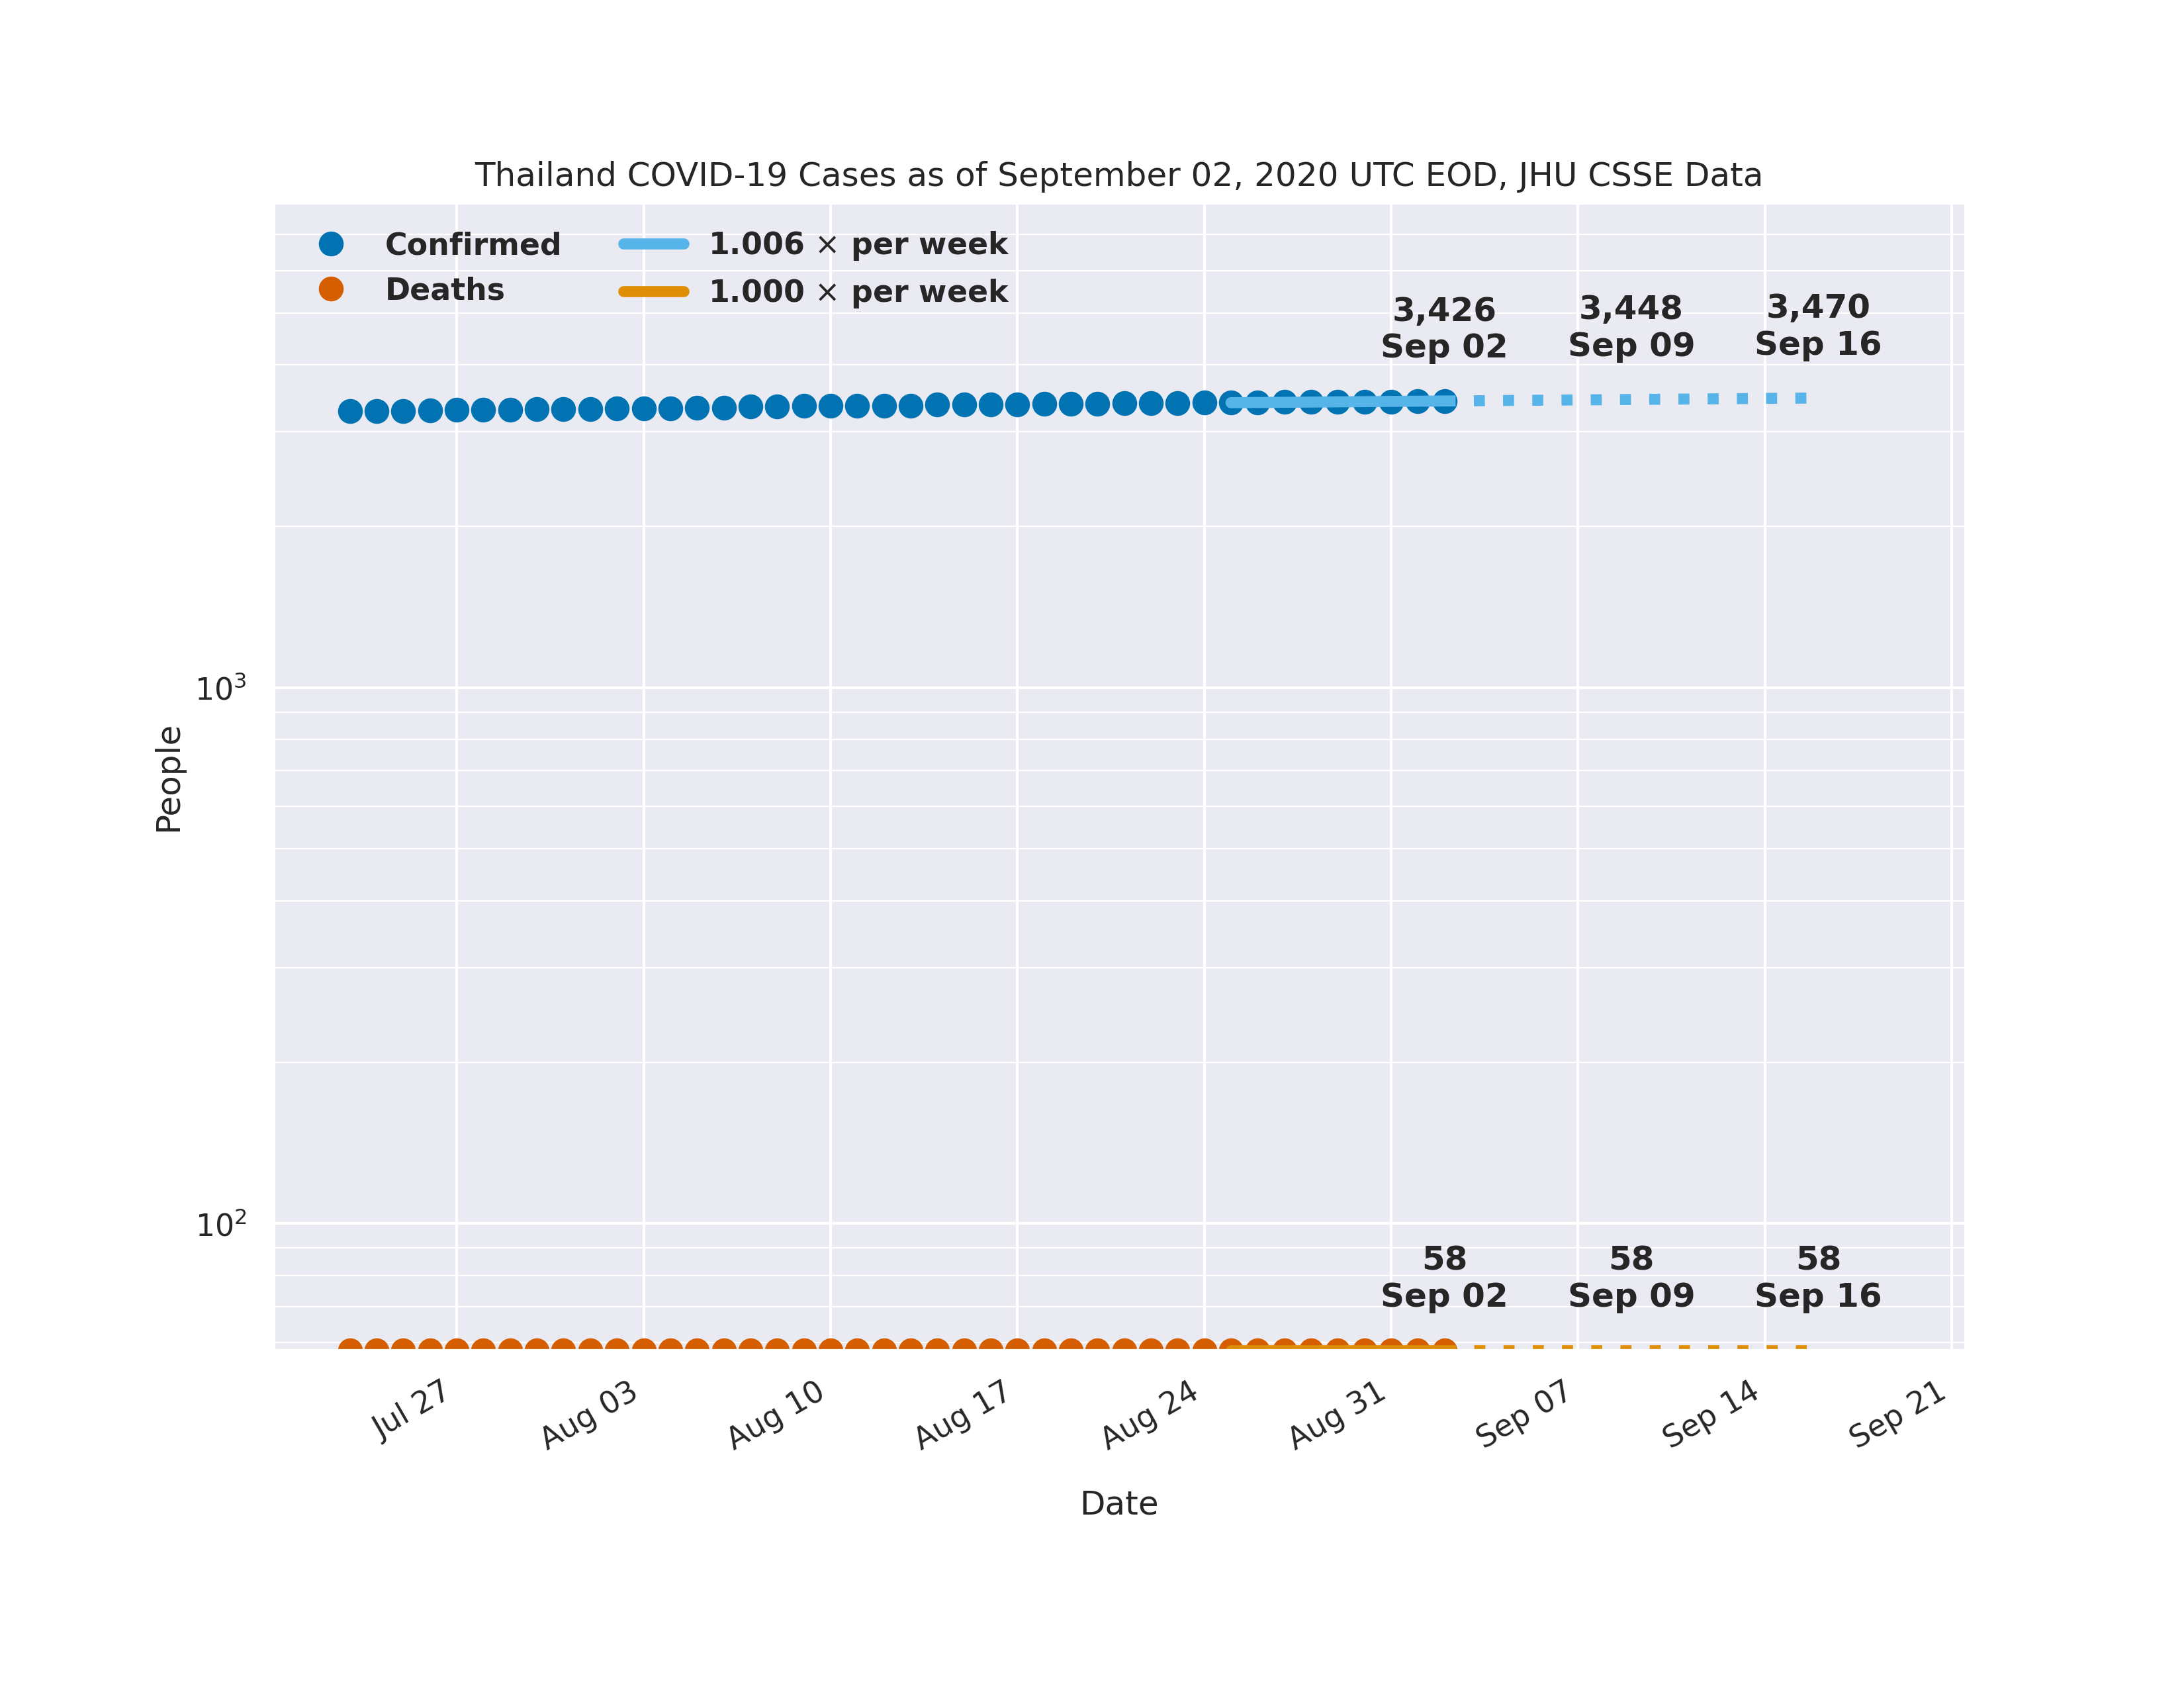 Thailand COVID-19 Cases as of September 02, 2020 UTC EOD, JHU CSSE Data
Confirmed
Deaths
1.006 × per week
1.000 × per week
3,426
Sep 02
3,448
Sep 09
3,470
Sep 16
10³
People
10²
58
Sep 02
58
Sep 09
58
Sep 16
Jul 27
Aug 03
Aug 10
Aug 17
Aug 24
Aug 31
Sep 07
Sep 14
Sep 21
Date